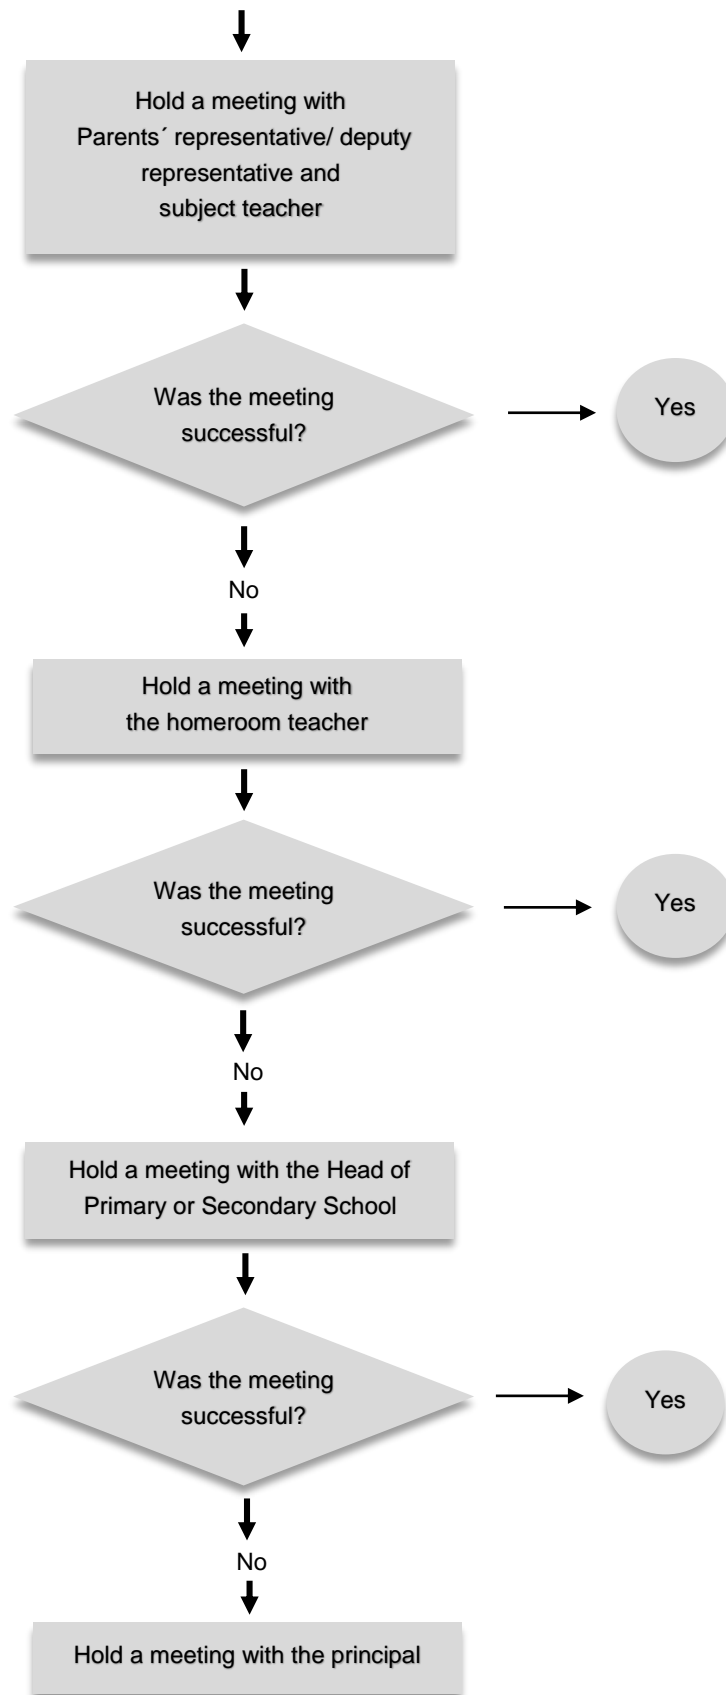 Hold a meeting with
Parents´ representative/ deputy
representative and
subject teacher
Was the meeting
successful?
Yes
No
Hold a meeting with
the homeroom teacher
Was the meeting
successful?
Yes
No
Hold a meeting with the Head of
Primary or Secondary School
Was the meeting
successful?
Yes
No
Hold a meeting with the principal